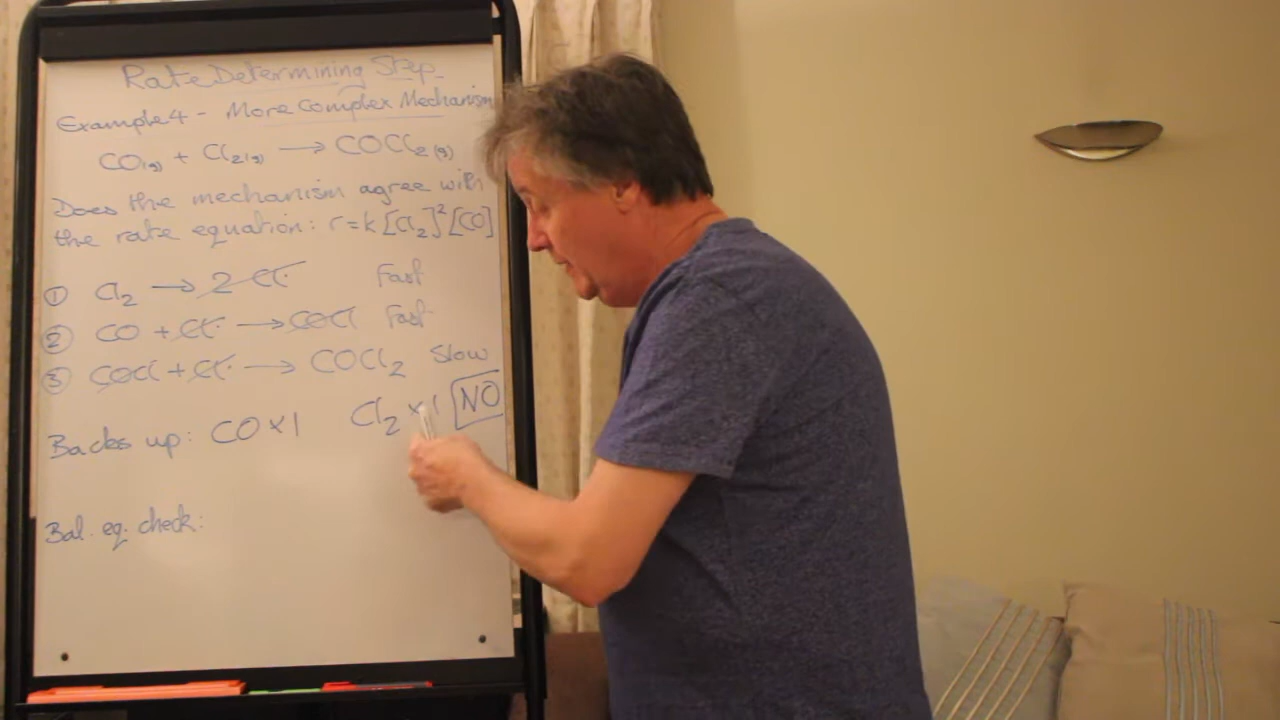 Rate Determining Step
Example 4 - More Complex Mechanism
CO(g) + Cl2(g) → COCl2(g)
Does the mechanism agree with
the rate equation: r = k[Cl2]²[CO]
① Cl2 → 2Cl· Fast
② CO + Cl· → COCl Fast
③ COCl + Cl· → COCl2 Slow
Backs up: CO×1 Cl2×1 NO
Bal. eq. check: